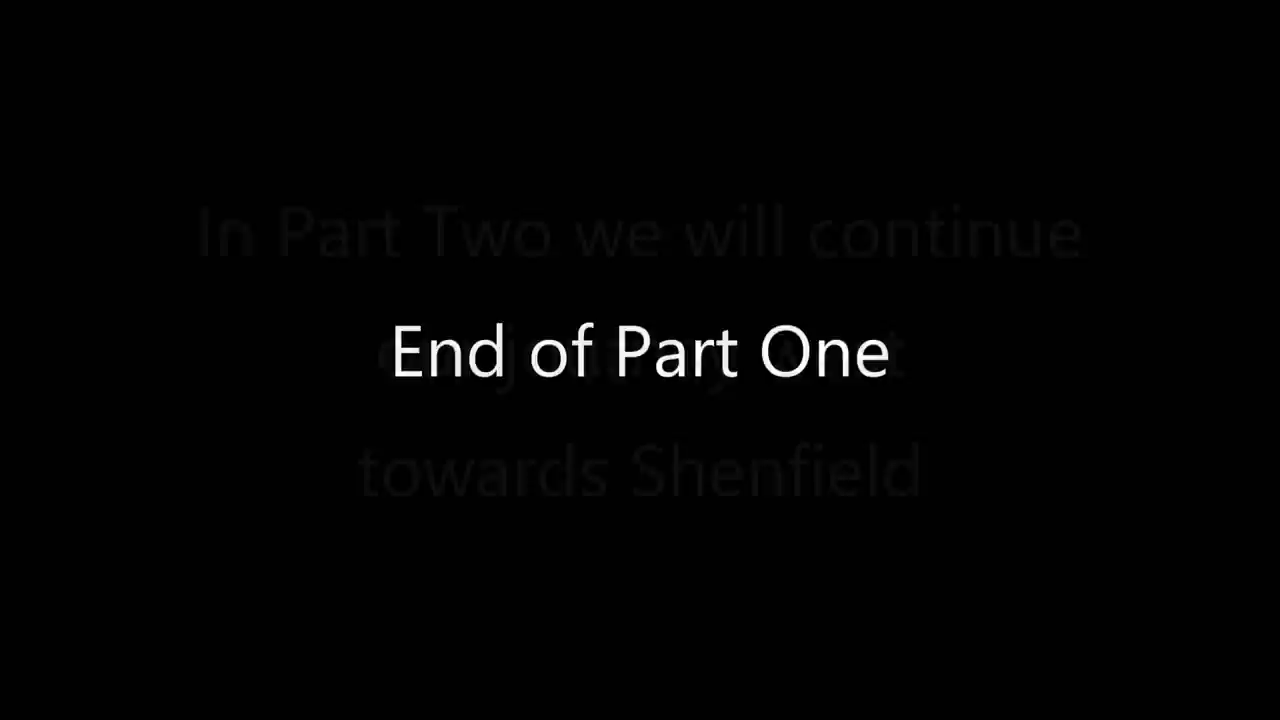 In Part Two we will continue
End of Part One
towards Shenfield